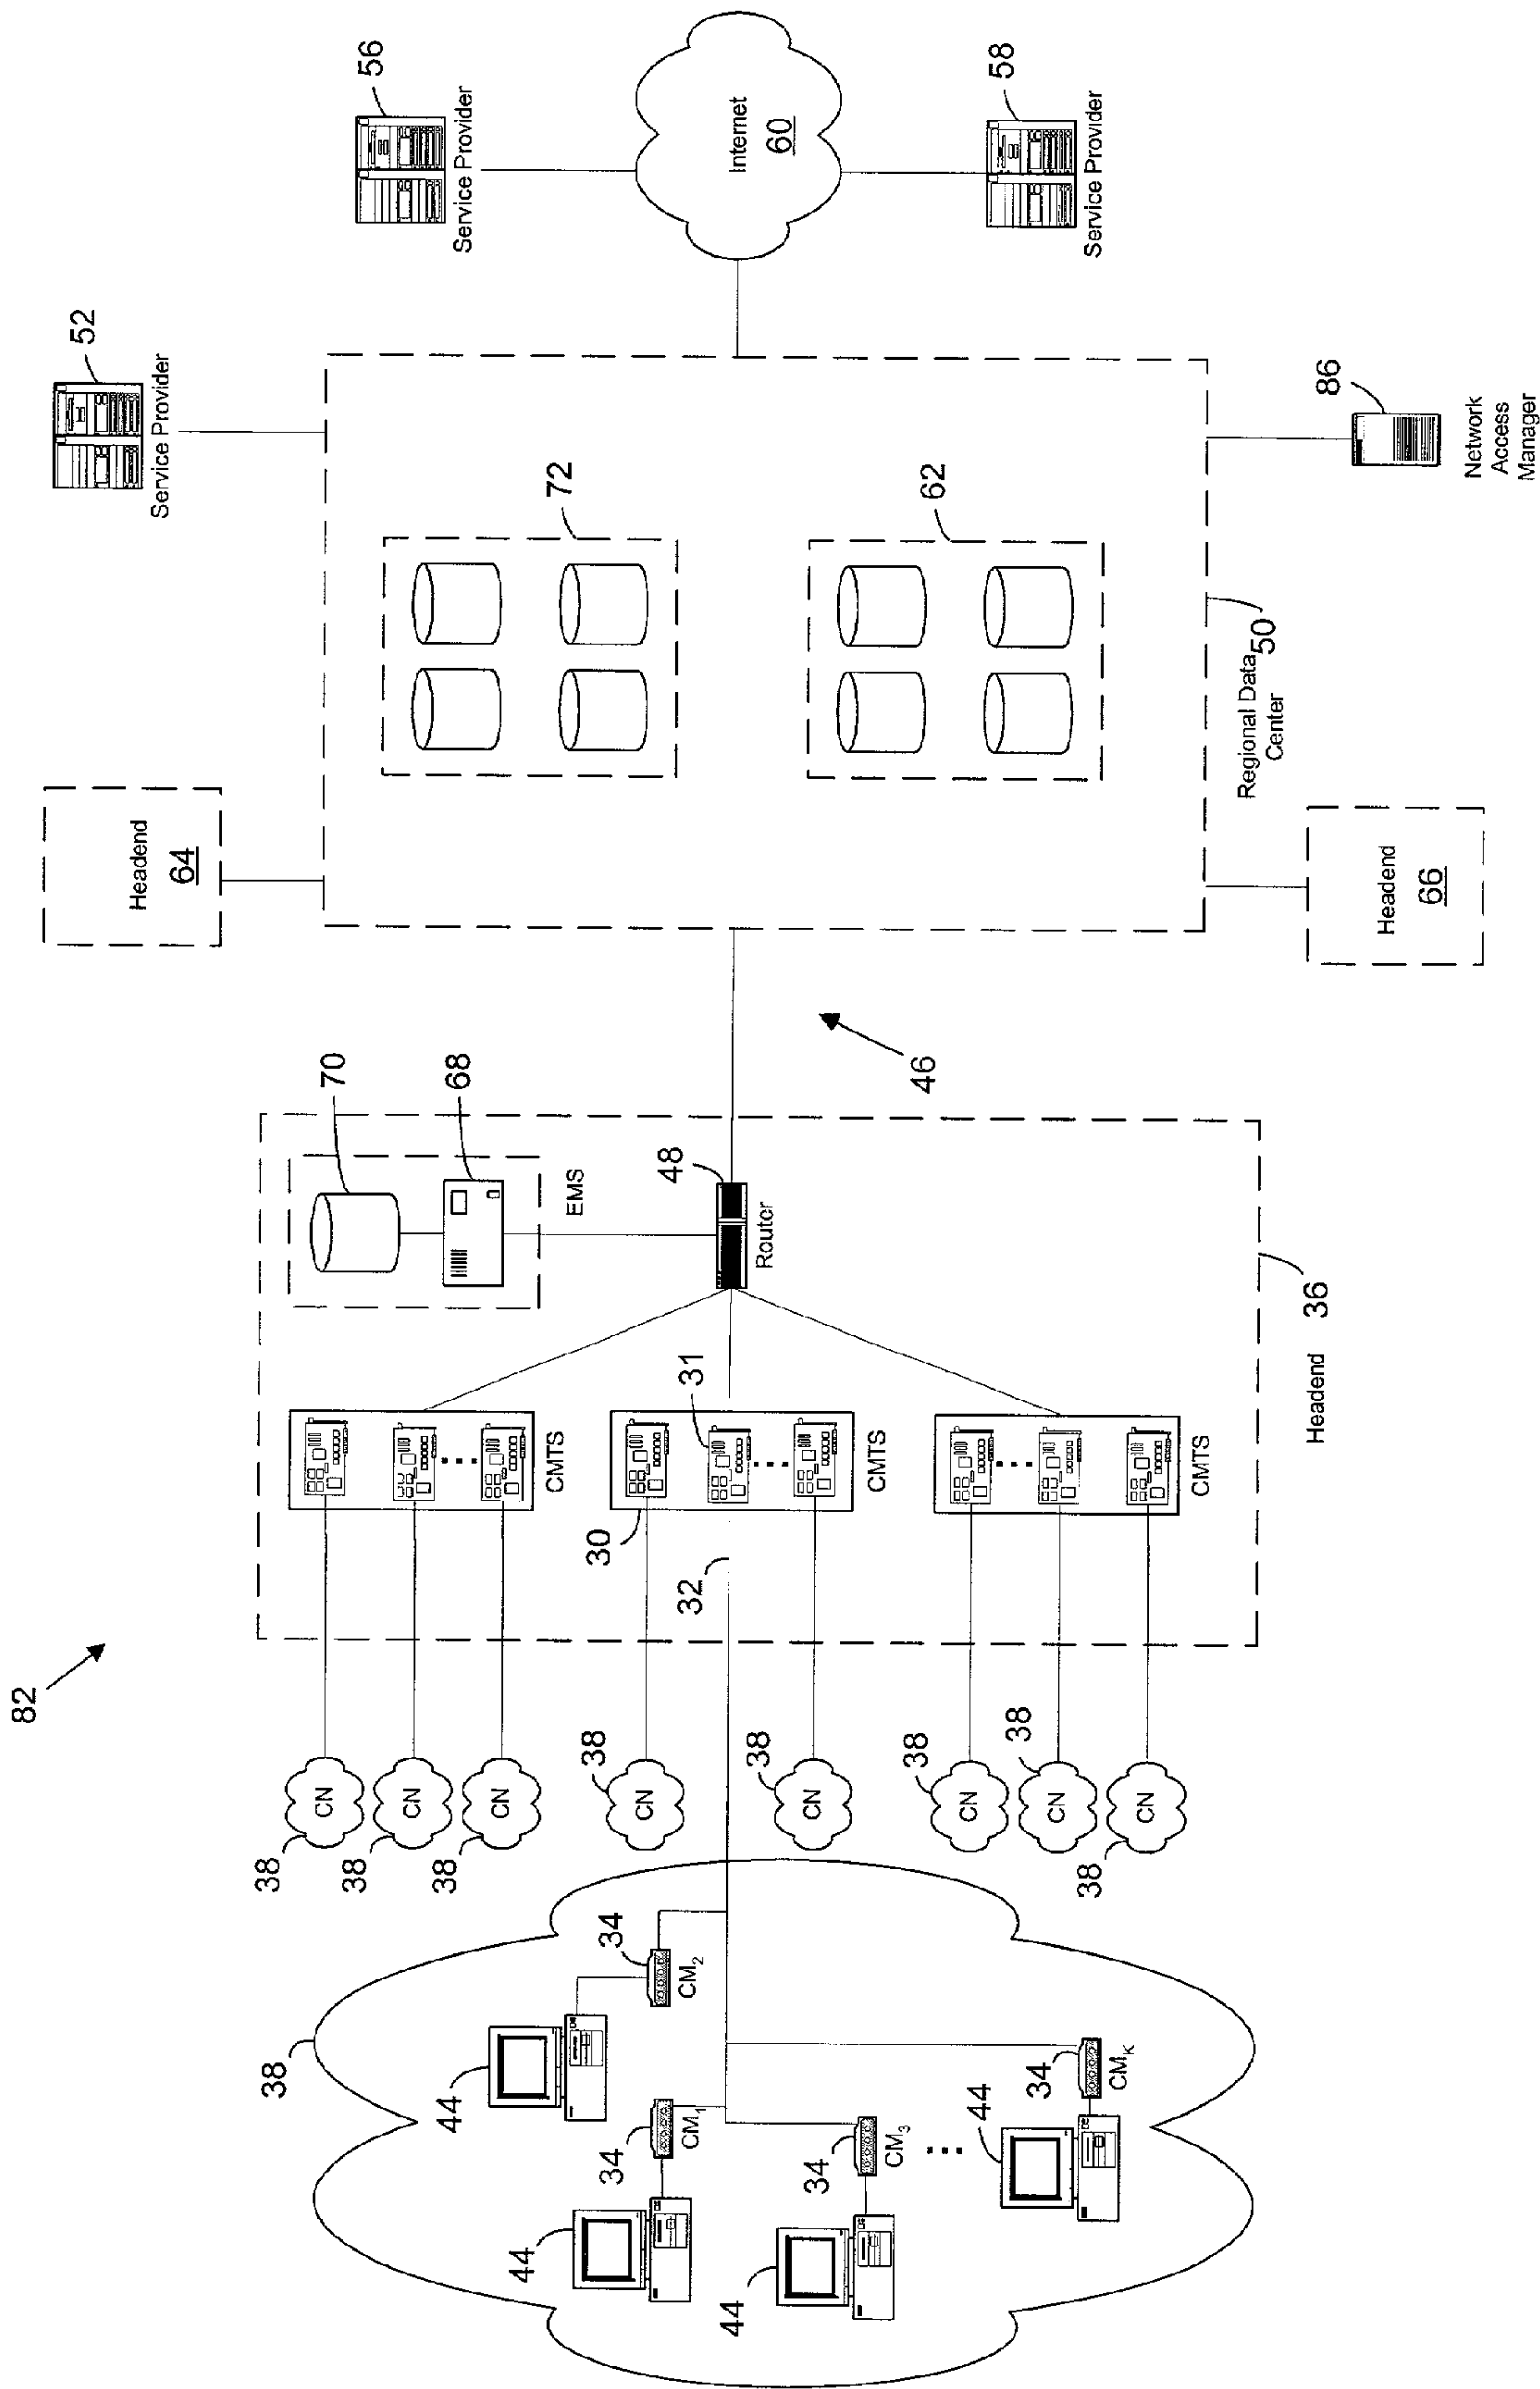 82
38
44
34
CM₁
44
34
CM₂
44
34
CM₃
44
34
CMK
38
CN
38
CN
38
CN
38
CN
38
CN
38
CN
38
CN
38
CN
32
30
31
CMTS
CMTS
CMTS
70
68
EMS
48
Router
Headend
36
46
Headend
64
Headend
66
72
62
Regional Data
Center
50
52
Service Provider
86
Network
Access
Manager
56
Service Provider
Internet
60
58
Service Provider